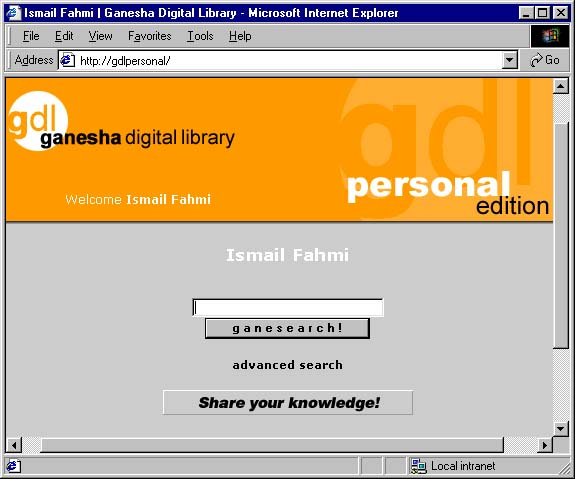 Ismail Fahmi | Ganesha Digital Library - Microsoft Internet Explorer
File Edit View Favorites Tools Help
Address http://gdlpersonal/ Go
gdl
gdl
ganesha digital library
personal
Welcome Ismail Fahmi
edition
Ismail Fahmi
ganesearch!
advanced search
Share your knowledge!
Local intranet